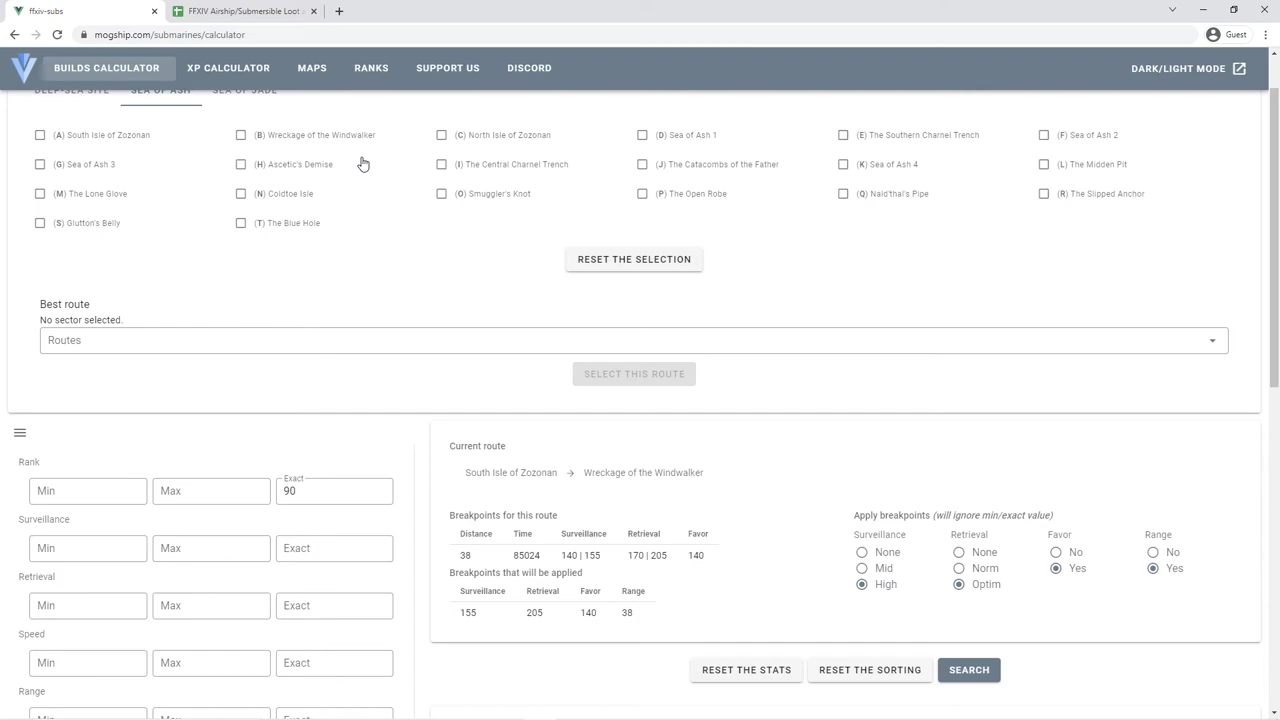 ffxiv-subs
FFXIV Airship/Submersible Loot
mogship.com/submarines/calculator
Guest
BUILDS CALCULATOR XP CALCULATOR MAPS RANKS SUPPORT US DISCORD DARK/LIGHT MODE
DEEP-SEA SITE SEA OF ASH SEA OF JADE
(A) South Isle of Zozonan (B) Wreckage of the Windwalker (C) North Isle of Zozonan (D) Sea of Ash 1 (E) The Southern Charnel Trench (F) Sea of Ash 2
(G) Sea of Ash 3 (H) Ascetic's Demise (I) The Central Charnel Trench (J) The Catacombs of the Father (K) Sea of Ash 4 (L) The Midden Pit
(M) The Lone Glove (N) Coldtoe Isle (O) Smuggler's Knot (P) The Open Robe (Q) Nald'thal's Pipe (R) The Slipped Anchor
(S) Glutton's Belly (T) The Blue Hole
RESET THE SELECTION
Best route
No sector selected.
Routes
SELECT THIS ROUTE
Rank
Min Max Exact 90
Surveillance
Min Max Exact
Retrieval
Min Max Exact
Speed
Min Max Exact
Range
Current route
South Isle of Zozonan → Wreckage of the Windwalker
Breakpoints for this route
Distance Time Surveillance Retrieval Favor
38 85024 140 | 155 170 | 205 140
Breakpoints that will be applied
Surveillance Retrieval Favor Range
155 205 140 38
Apply breakpoints (will ignore min/exact value)
Surveillance Retrieval Favor Range
None None No No
Mid Norm Yes Yes
High Optim
RESET THE STATS RESET THE SORTING SEARCH